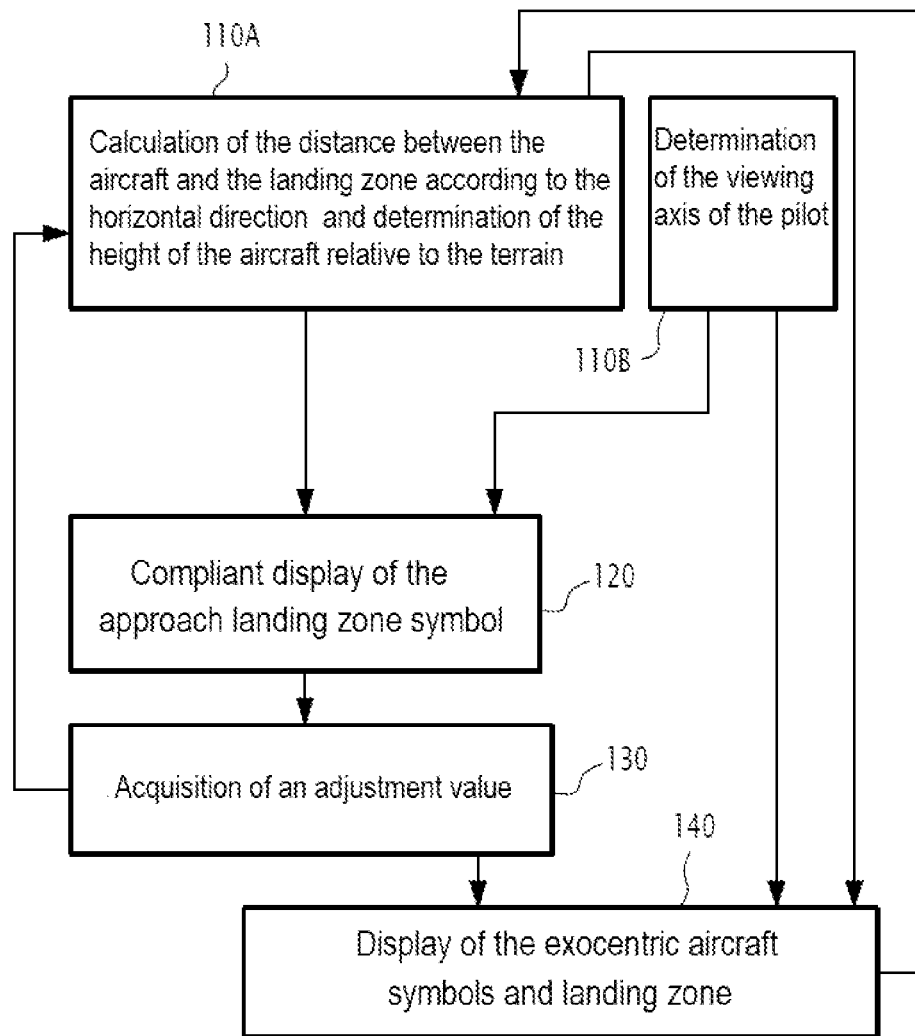 110A
Calculation of the distance between the
aircraft and the landing zone according to the
horizontal direction and determination of the
height of the aircraft relative to the terrain
Determination
of the viewing
axis of the pilot
110B
Compliant display of the
approach landing zone symbol
120
Acquisition of an adjustment value
130
140
Display of the exocentric aircraft
symbols and landing zone